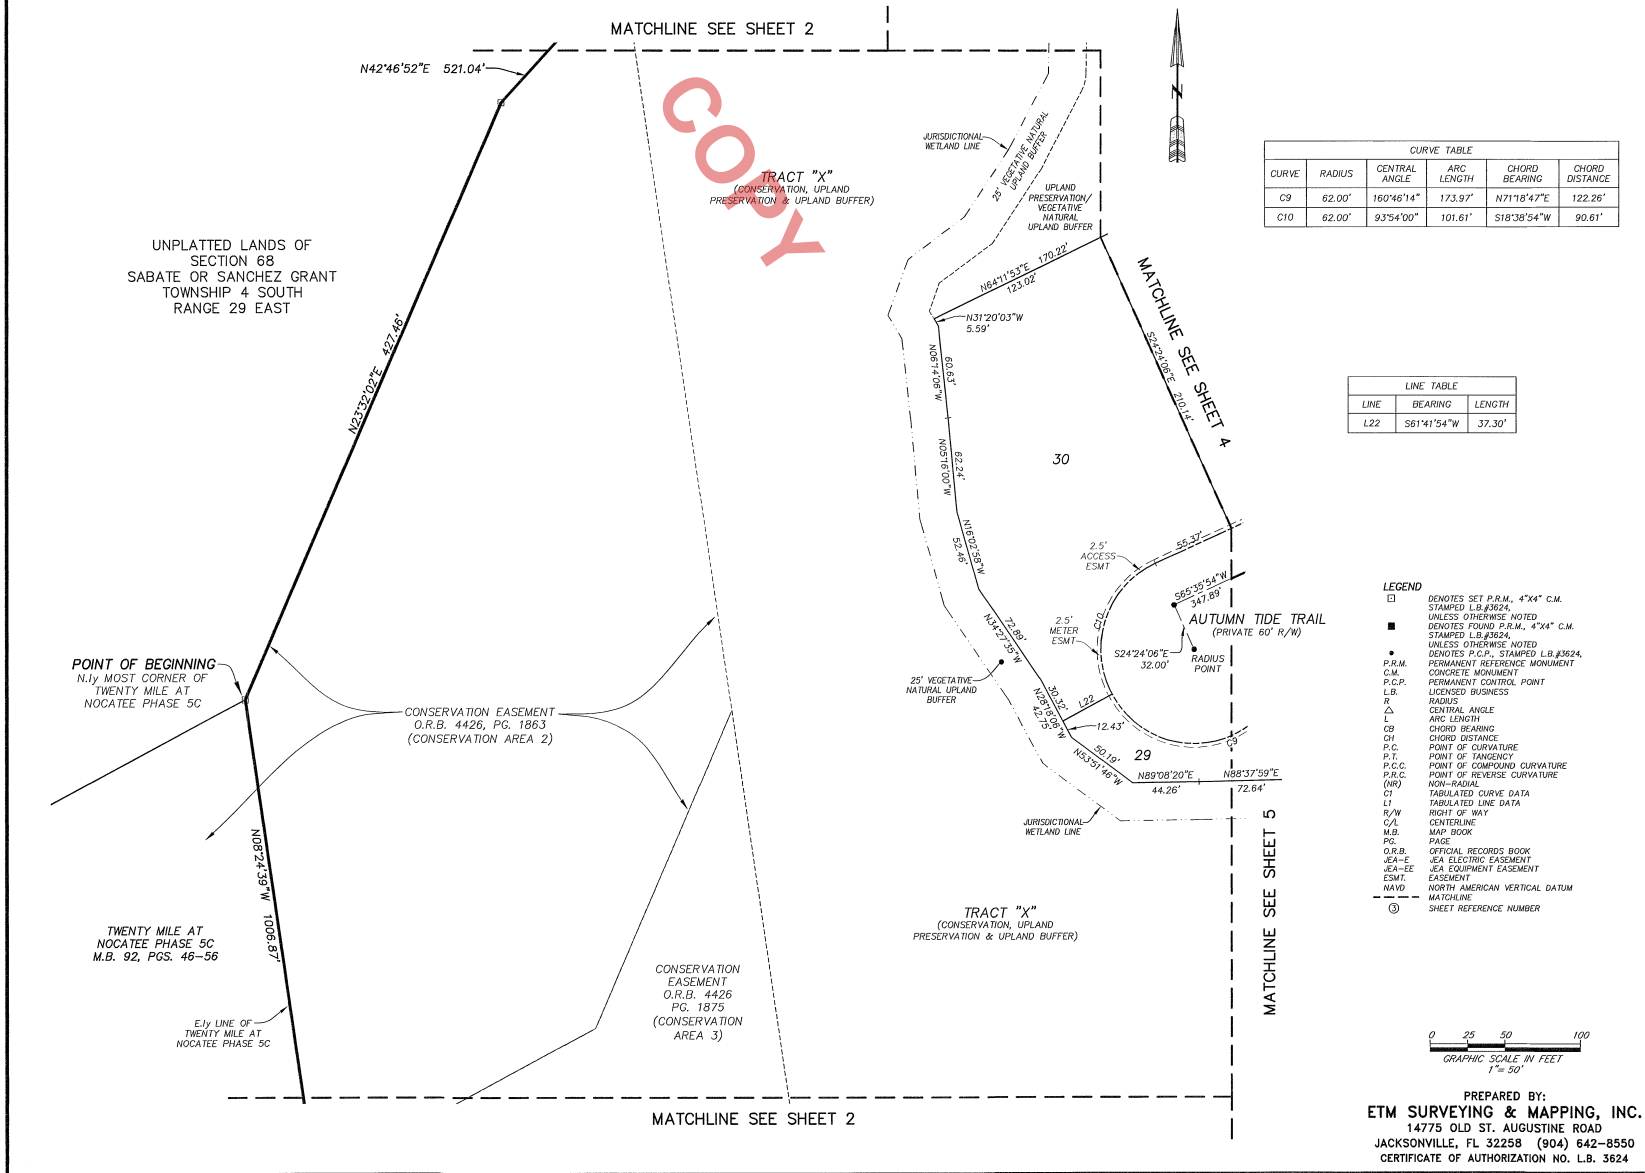 MATCHLINE SEE SHEET 2
N42°46'52"E 521.04'
COPY
TRACT "X"
(CONSERVATION, UPLAND
PRESERVATION & UPLAND BUFFER)
JURISDICTIONAL
WETLAND LINE
25' VEGETATIVE NATURAL
UPLAND BUFFER
UPLAND
PRESERVATION/
VEGETATIVE
NATURAL
UPLAND BUFFER
N
CURVE TABLE
CURVE RADIUS CENTRAL ANGLE ARC LENGTH CHORD BEARING CHORD DISTANCE
C9 62.00' 160°46'14" 173.97' N71°18'47"E 122.26'
C10 62.00' 93°54'00" 101.61' S18°38'54"W 90.61'
UNPLATTED LANDS OF
SECTION 68
SABATE OR SANCHEZ GRANT
TOWNSHIP 4 SOUTH
RANGE 29 EAST
N23°32'02"E 427.46'
N64°11'53"E 170.22'
123.02'
N31°20'03"W
5.59'
MATCHLINE SEE SHEET 4
S24°24'06"E 210.14'
N06°14'06"W
60.63'
N05°16'00"W
62.24'
30
LINE TABLE
LINE BEARING LENGTH
L22 S61°41'54"W 37.30'
N16°02'58"W
52.46'
2.5'
ACCESS
ESMT
55.37'
S65°35'54"W
347.89'
AUTUMN TIDE TRAIL
(PRIVATE 60' R/W)
C10
2.5'
METER
ESMT
S24°24'06"E
32.00'
RADIUS
POINT
72.89'
N34°27'35"W
25' VEGETATIVE
NATURAL UPLAND
BUFFER
30.32'
N28°18'06"W
42.75'
L22
12.43'
C9
29
50.19'
N53°51'46"W
N89°08'20"E
44.26'
N88°37'59"E
72.64'
JURISDICTIONAL
WETLAND LINE
MATCHLINE SEE SHEET 5
POINT OF BEGINNING
N.ly MOST CORNER OF
TWENTY MILE AT
NOCATEE PHASE 5C
CONSERVATION EASEMENT
O.R.B. 4426, PG. 1863
(CONSERVATION AREA 2)
N08°24'39"W 1006.87'
TWENTY MILE AT
NOCATEE PHASE 5C
M.B. 92, PGS. 46-56
E.ly LINE OF
TWENTY MILE AT
NOCATEE PHASE 5C
CONSERVATION
EASEMENT
O.R.B. 4426
PG. 1875
(CONSERVATION
AREA 3)
TRACT "X"
(CONSERVATION, UPLAND
PRESERVATION & UPLAND BUFFER)
MATCHLINE SEE SHEET 2
LEGEND
DENOTES SET P.R.M., 4"X4" C.M.
STAMPED L.B.#3624,
UNLESS OTHERWISE NOTED
DENOTES FOUND P.R.M., 4"X4" C.M.
STAMPED L.B.#3624,
UNLESS OTHERWISE NOTED
DENOTES P.C.P., STAMPED L.B.#3624,
P.R.M. PERMANENT REFERENCE MONUMENT
C.M. CONCRETE MONUMENT
P.C.P. PERMANENT CONTROL POINT
L.B. LICENSED BUSINESS
R RADIUS
△ CENTRAL ANGLE
L ARC LENGTH
CB CHORD BEARING
CH CHORD DISTANCE
P.C. POINT OF CURVATURE
P.T. POINT OF TANGENCY
P.C.C. POINT OF COMPOUND CURVATURE
P.R.C. POINT OF REVERSE CURVATURE
(NR) NON-RADIAL
C1 TABULATED CURVE DATA
L1 TABULATED LINE DATA
R/W RIGHT OF WAY
C/L CENTERLINE
M.B. MAP BOOK
PG. PAGE
O.R.B. OFFICIAL RECORDS BOOK
JEA-E JEA ELECTRIC EASEMENT
JEA-EE JEA EQUIPMENT EASEMENT
ESMT. EASEMENT
NAVD NORTH AMERICAN VERTICAL DATUM
MATCHLINE
3 SHEET REFERENCE NUMBER
0 25 50 100
GRAPHIC SCALE IN FEET
1"= 50'
PREPARED BY:
ETM SURVEYING & MAPPING, INC.
14775 OLD ST. AUGUSTINE ROAD
JACKSONVILLE, FL 32258 (904) 642-8550
CERTIFICATE OF AUTHORIZATION NO. L.B. 3624